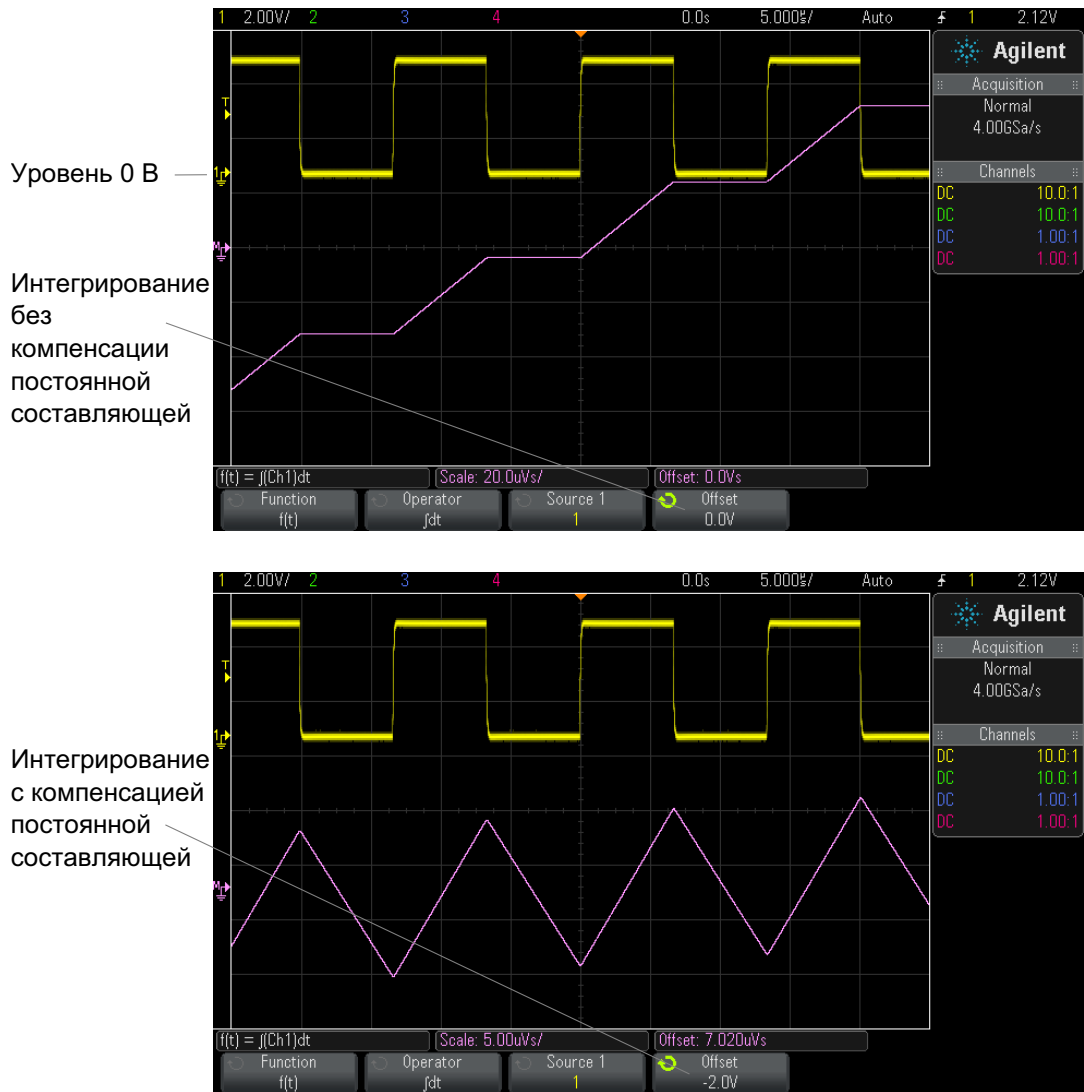 1 2.00V/ 2 3 4 0.0s 5.000㎲/ Auto 1 2.12V
Agilent
Acquisition
Normal
4.00GSa/s
Channels
DC 10.0:1
DC 10.0:1
DC 1.00:1
DC 1.00:1
T
1
M
Уровень 0 В
Интегрирование
без
компенсации
постоянной
составляющей
f(t) = ∫(Ch1)dt Scale: 20.0uVs/ Offset: 0.0Vs
Function Operator Source 1 Offset
f(t) ∫dt 1 0.0V
1 2.00V/ 2 3 4 0.0s 5.000㎲/ Auto 1 2.12V
Agilent
Acquisition
Normal
4.00GSa/s
Channels
DC 10.0:1
DC 10.0:1
DC 1.00:1
DC 1.00:1
T
1
M
Интегрирование
с компенсацией
постоянной
составляющей
f(t) = ∫(Ch1)dt Scale: 5.00uVs/ Offset: 7.020uVs
Function Operator Source 1 Offset
f(t) ∫dt 1 -2.0V